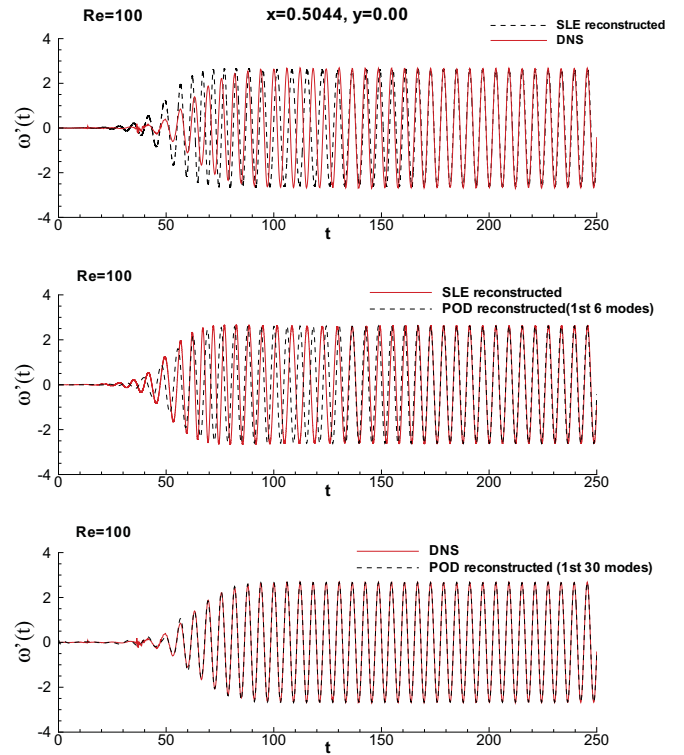 Re=100
x=0.5044, y=0.00
SLE reconstructed
DNS
4
2
0
-2
-4
ω'(t)
0 50 100 150 200 250
t
Re=100
SLE reconstructed
POD reconstructed(1st 6 modes)
4
2
0
-2
-4
ω'(t)
0 50 100 150 200 250
t
Re=100
DNS
POD reconstructed (1st 30 modes)
4
2
0
-2
-4
ω'(t)
0 50 100 150 200 250
t